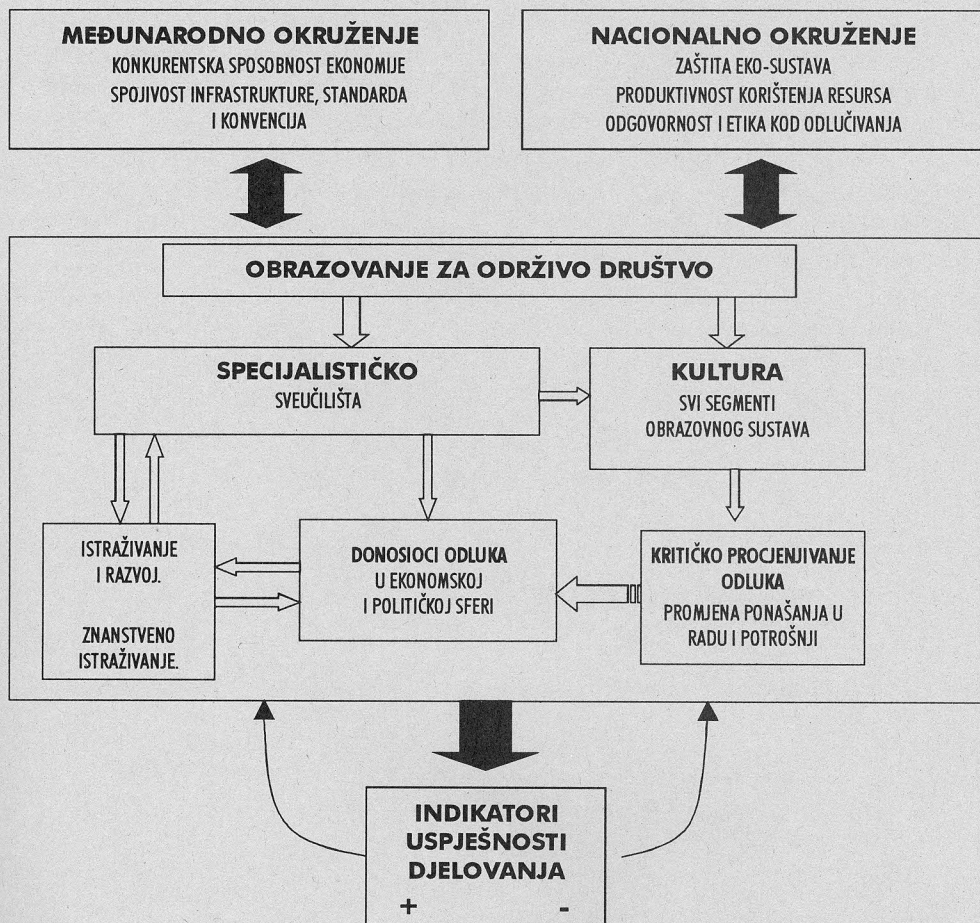 MEĐUNARODNO OKRUŽENJE
KONKURENTSKA SPOSOBNOST EKONOMIJE
SPOJIVOST INFRASTRUKTURE, STANDARDA
I KONVENCIJA
NACIONALNO OKRUŽENJE
ZAŠTITA EKO-SUSTAVA
PRODUKTIVNOST KORIŠTENJA RESURSA
ODGOVORNOST I ETIKA KOD ODLUČIVANJA
OBRAZOVANJE ZA ODRŽIVO DRUŠTVO
SPECIJALISTIČKO
SVEUČILIŠTA
KULTURA
SVI SEGMENTI
OBRAZOVNOG SUSTAVA
ISTRAŽIVANJE
I RAZVOJ.
ZNANSTVENO
ISTRAŽIVANJE.
DONOSIOCI ODLUKA
U EKONOMSKOJ
I POLITIČKOJ SFERI
KRITIČKO PROCJENJIVANJE
ODLUKA
PROMJENA PONAŠANJA U
RADU I POTROŠNJI
INDIKATORI
USPJEŠNOSTI
DJELOVANJA
+ -